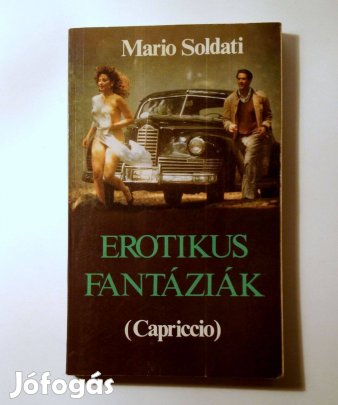 Mario Soldati
EROTIKUS
FANTÁZIÁK
(Capriccio)
Jófogás